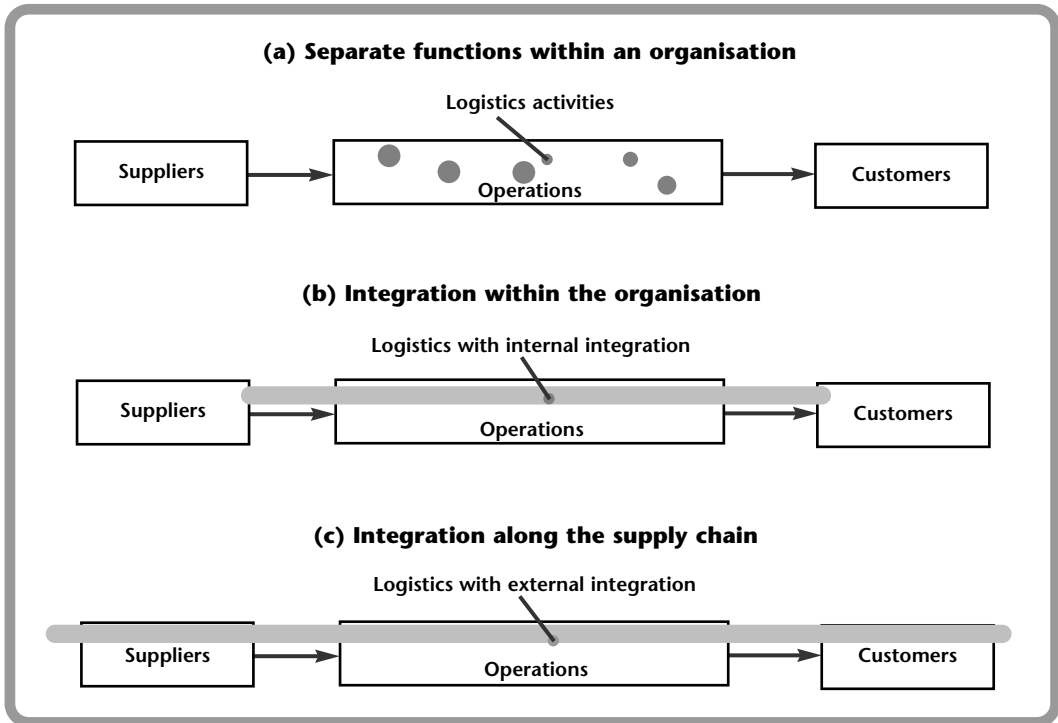 (a) Separate functions within an organisation
Logistics activities
Suppliers
Operations
Customers
(b) Integration within the organisation
Logistics with internal integration
Suppliers
Operations
Customers
(c) Integration along the supply chain
Logistics with external integration
Suppliers
Operations
Customers